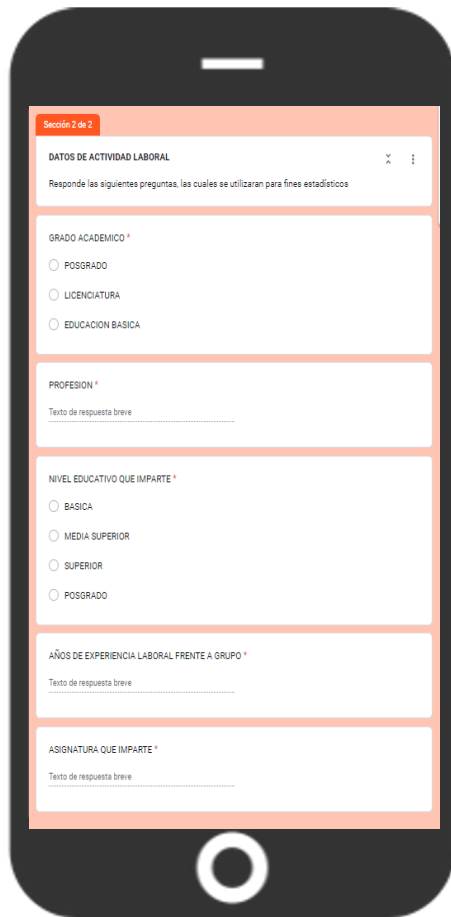 Sección 2 de 2
DATOS DE ACTIVIDAD LABORAL
Responde las siguientes preguntas, las cuales se utilizaran para fines estadísticos
GRADO ACADEMICO *
POSGRADO
LICENCIATURA
EDUCACION BASICA
PROFESION *
Texto de respuesta breve
NIVEL EDUCATIVO QUE IMPARTE *
BASICA
MEDIA SUPERIOR
SUPERIOR
POSGRADO
AÑOS DE EXPERIENCIA LABORAL FRENTE A GRUPO *
Texto de respuesta breve
ASIGNATURA QUE IMPARTE *
Texto de respuesta breve